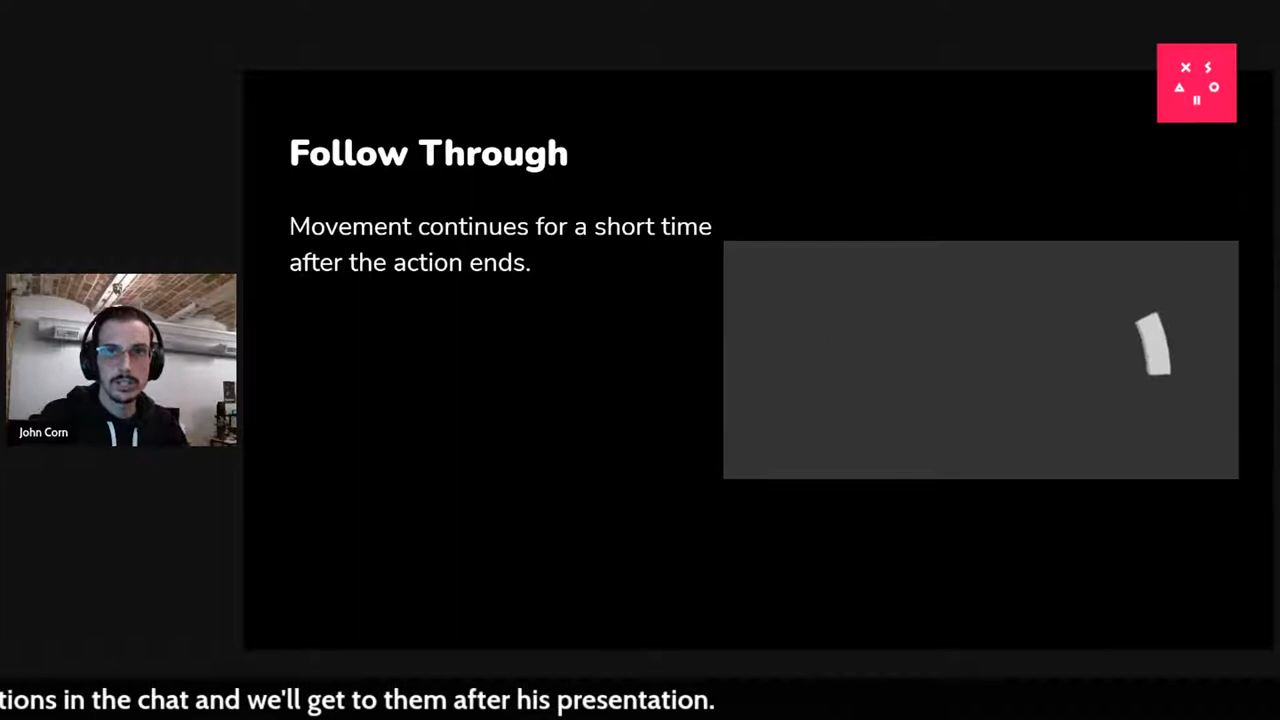 Follow Through
Movement continues for a short time
after the action ends.
John Corn
tions in the chat and we'll get to them after his presentation.